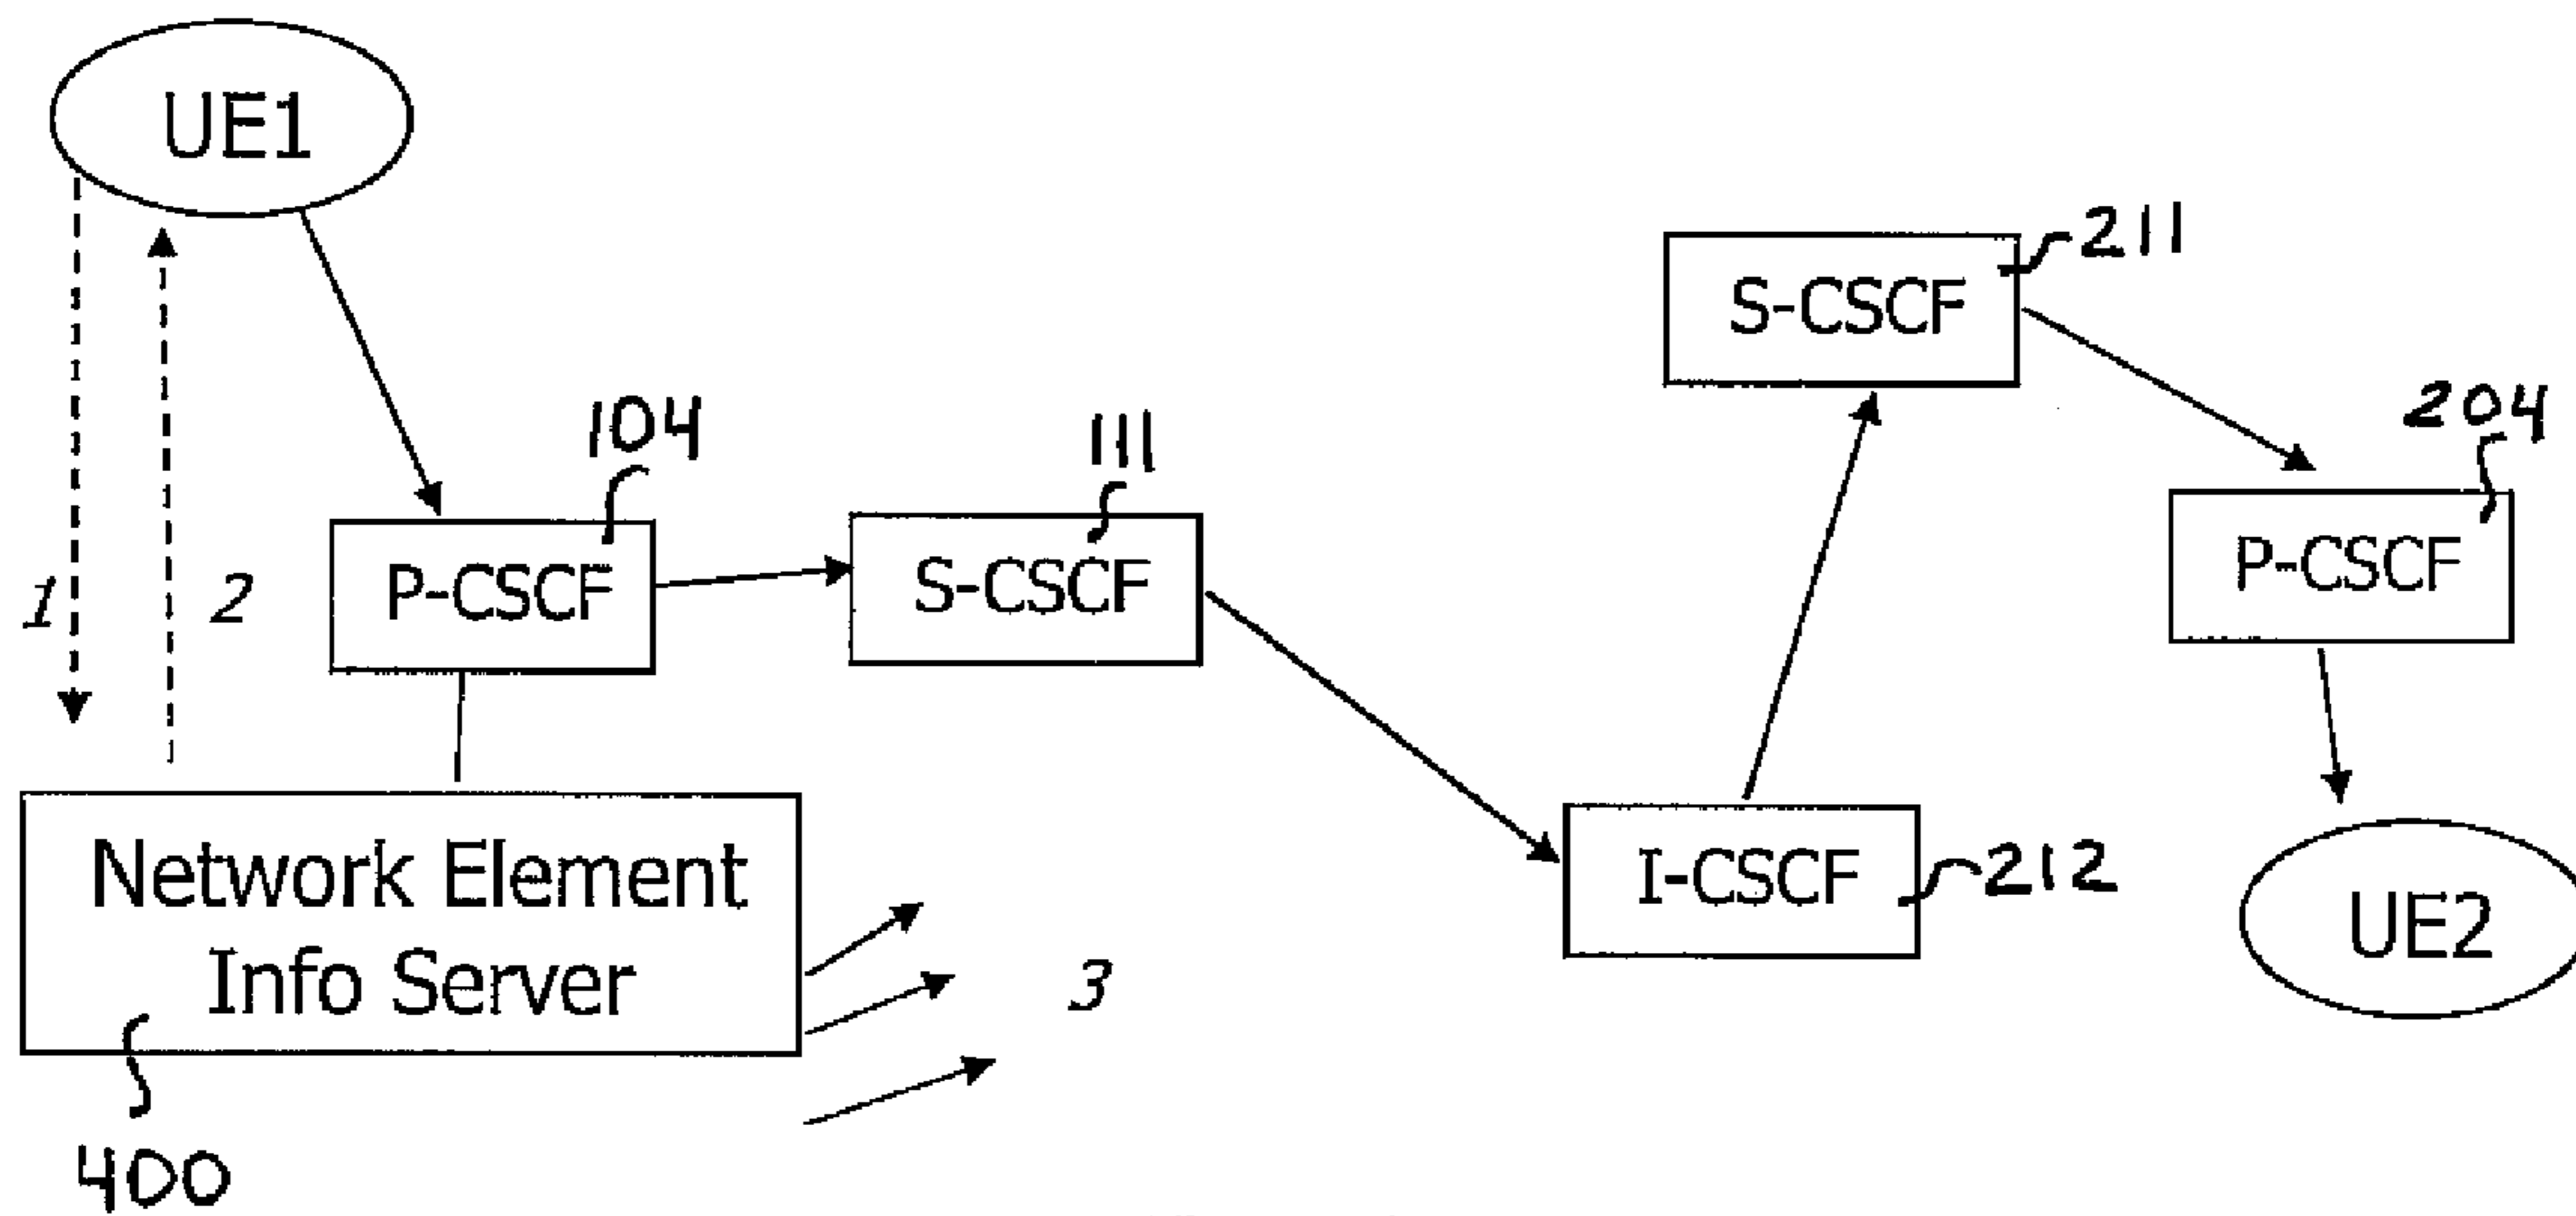 UE1
211
S-CSCF
204
104
111
P-CSCF
S-CSCF
P-CSCF
1
2
Network Element
Info Server
I-CSCF
212
UE2
3
400